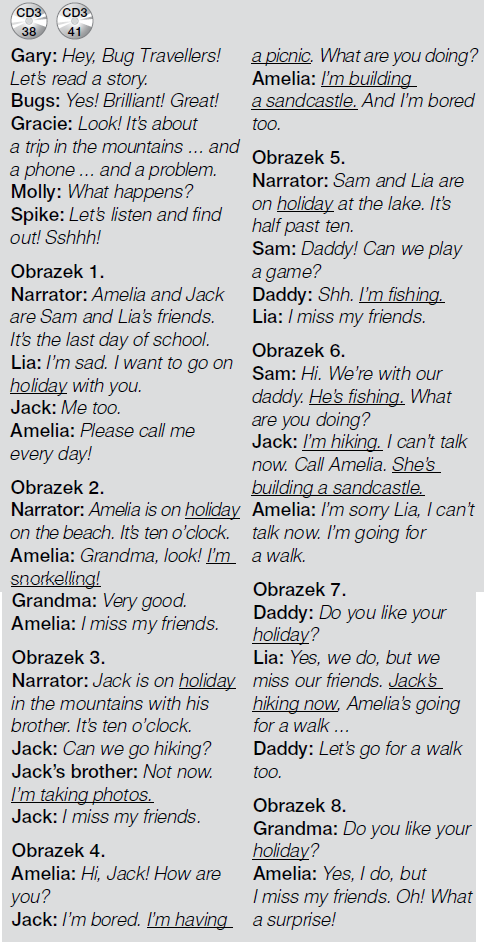 CD3
38
CD3
41
Gary: Hey, Bug Travellers!
Let's read a story.
Bugs: Yes! Brilliant! Great!
Gracie: Look! It's about
a trip in the mountains ... and
a phone ... and a problem.
Molly: What happens?
Spike: Let's listen and find
out! Sshhh!
Obrazek 1.
Narrator: Amelia and Jack
are Sam and Lia's friends.
It's the last day of school.
Lia: I'm sad. I want to go on
holiday with you.
Jack: Me too.
Amelia: Please call me
every day!
Obrazek 2.
Narrator: Amelia is on holiday
on the beach. It's ten o'clock.
Amelia: Grandma, look! I'm
snorkelling!
Grandma: Very good.
Amelia: I miss my friends.
Obrazek 3.
Narrator: Jack is on holiday
in the mountains with his
brother. It's ten o'clock.
Jack: Can we go hiking?
Jack's brother: Not now.
I'm taking photos.
Jack: I miss my friends.
Obrazek 4.
Amelia: Hi, Jack! How are
you?
Jack: I'm bored. I'm having
a picnic. What are you doing?
Amelia: I'm building
a sandcastle. And I'm bored
too.
Obrazek 5.
Narrator: Sam and Lia are
on holiday at the lake. It's
half past ten.
Sam: Daddy! Can we play
a game?
Daddy: Shh. I'm fishing.
Lia: I miss my friends.
Obrazek 6.
Sam: Hi. We're with our
daddy. He's fishing. What
are you doing?
Jack: I'm hiking. I can't talk
now. Call Amelia. She's
building a sandcastle.
Amelia: I'm sorry Lia, I can't
talk now. I'm going for
a walk.
Obrazek 7.
Daddy: Do you like your
holiday?
Lia: Yes, we do, but we
miss our friends. Jack's
hiking now, Amelia's going
for a walk ...
Daddy: Let's go for a walk
too.
Obrazek 8.
Grandma: Do you like your
holiday?
Amelia: Yes, I do, but
I miss my friends. Oh! What
a surprise!